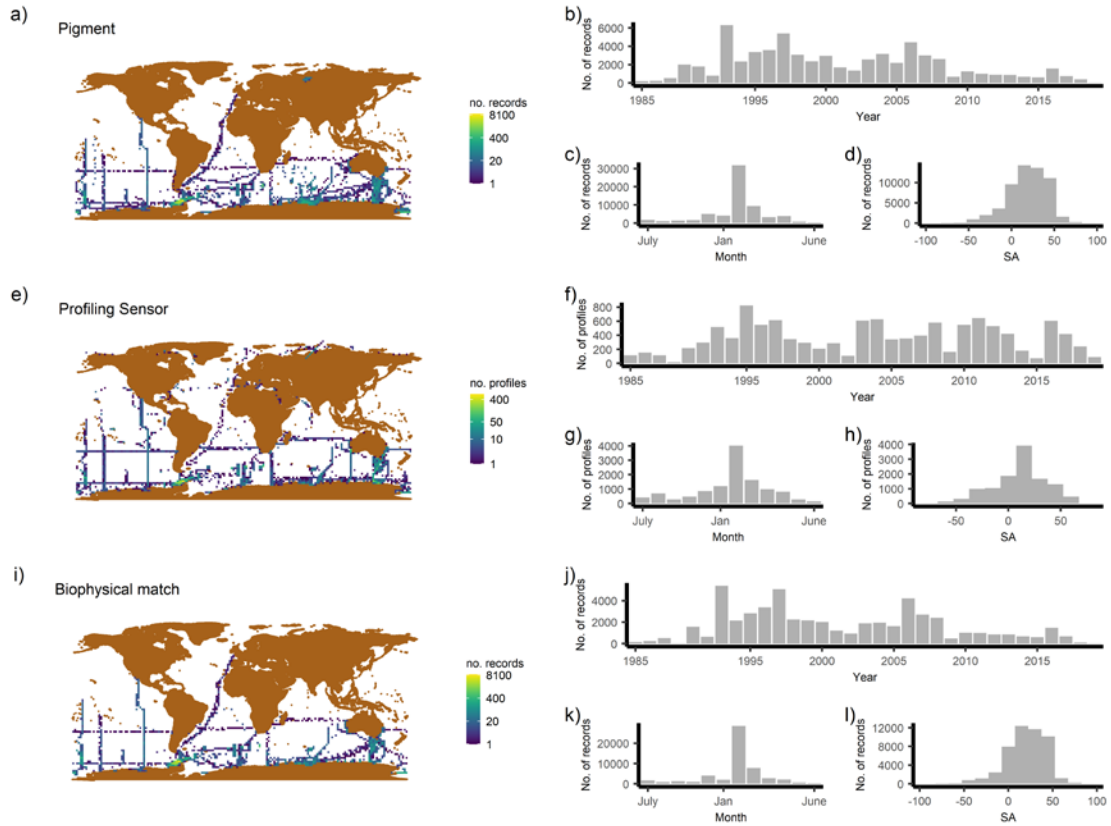 a)
Pigment
no. records
8100
400
20
1
b)
No. of records
6000
4000
2000
0
1985
1995
2000
2005
2010
2015
Year
c)
No. of records
30000
20000
10000
0
July
Jan
June
Month
d)
No. of records
10000
5000
0
-100
-50
0
50
100
SA
e)
Profiling Sensor
no. profiles
400
50
10
1
f)
No. of profiles
800
600
400
200
0
1985
1995
2000
2005
2010
2015
Year
g)
No. of profiles
4000
3000
2000
1000
0
July
Jan
June
Month
h)
No. of profiles
4000
3000
2000
1000
0
-50
0
50
SA
i)
Biophysical match
no. records
8100
400
20
1
j)
No. of records
4000
2000
0
1985
1995
2000
2005
2010
2015
Year
k)
No. of records
20000
10000
0
July
Jan
June
Month
l)
No. of records
12000
8000
4000
0
-100
-50
0
50
100
SA